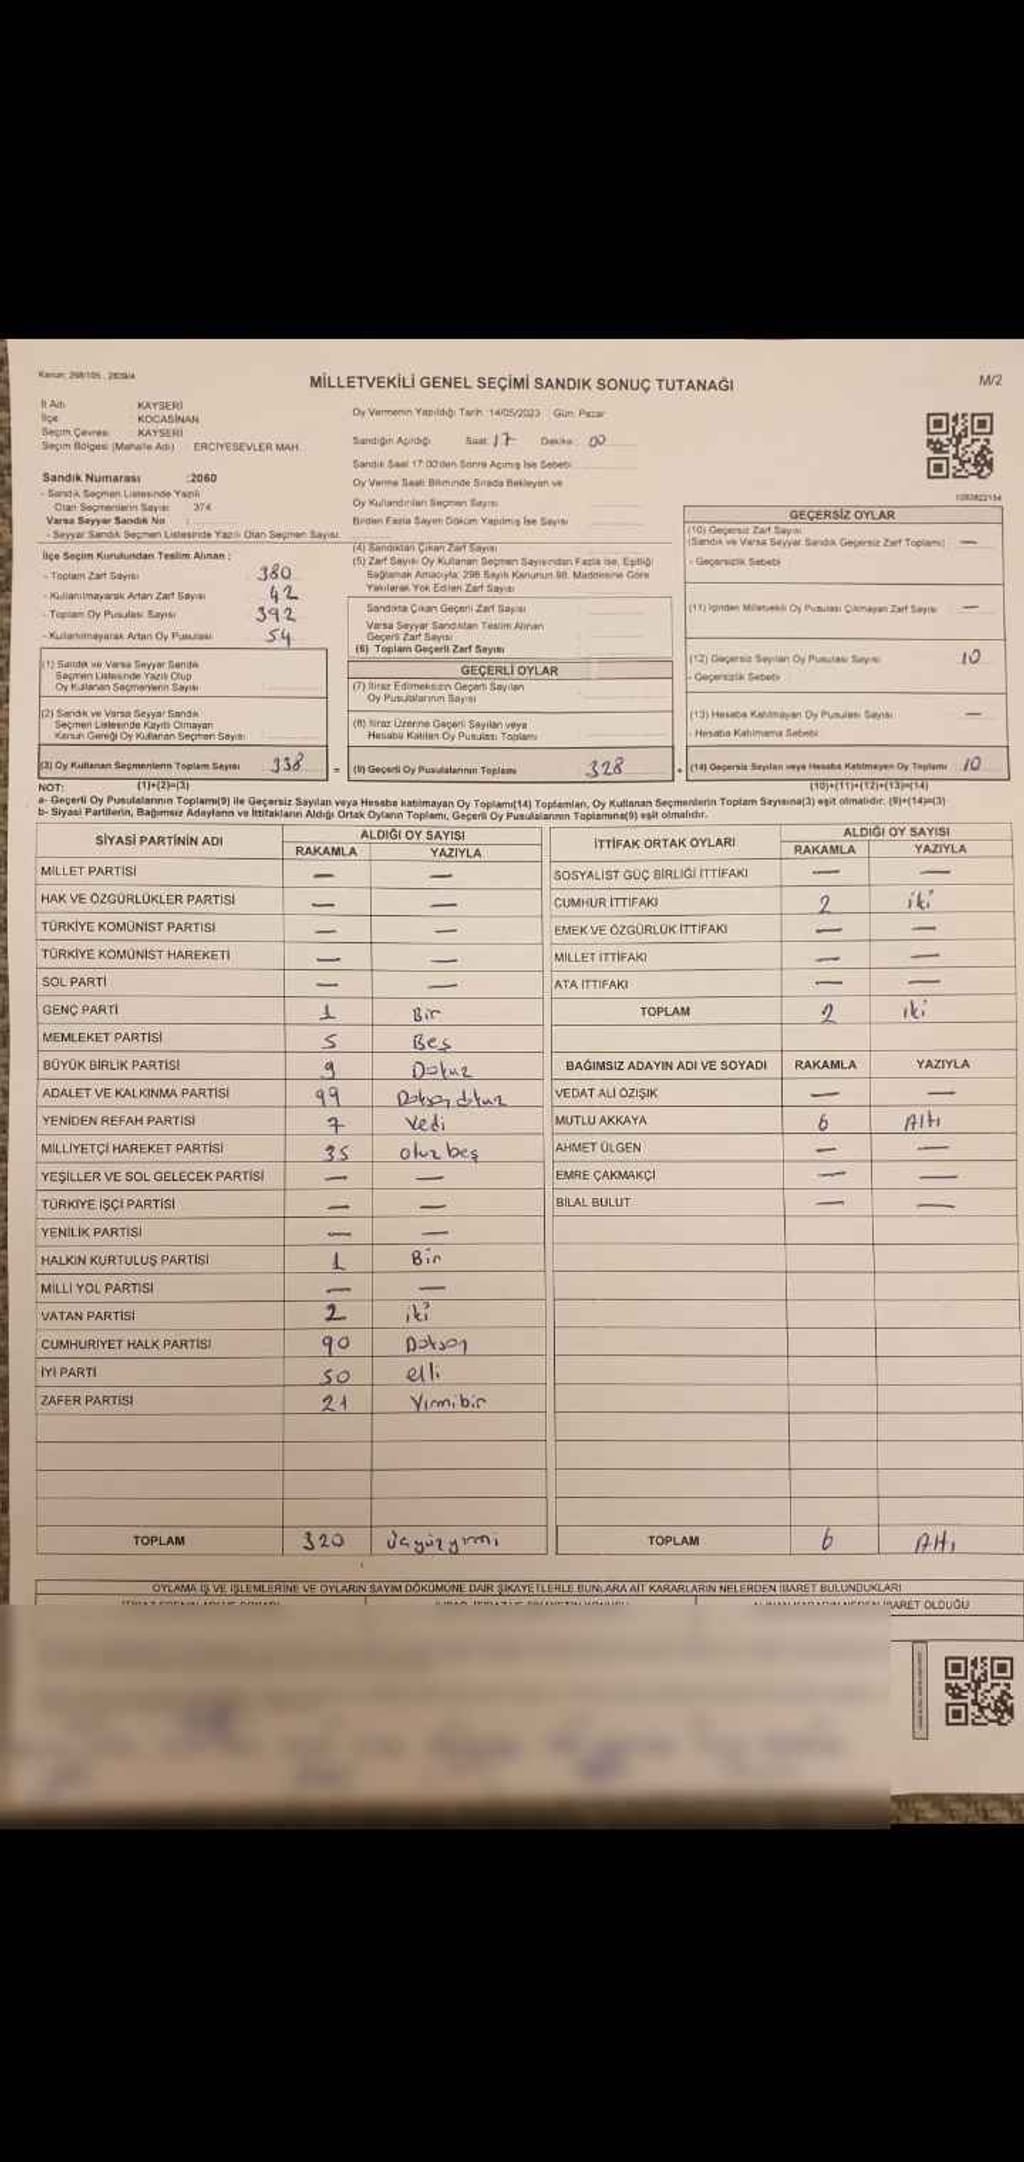 Kanun: 298/105 , 2839/4
MİLLETVEKİLİ GENEL SEÇİMİ SANDIK SONUÇ TUTANAĞI
M/2
İl Adı KAYSERİ
İlçe KOCASİNAN
Seçim Çevresi KAYSERİ
Seçim Bölgesi (Mahalle Adı) ERCİYESEVLER MAH.
Oy Vermenin Yapıldığı Tarih: 14/05/2023 Gün: Pazar
Sandığın Açıldığı Saat: 17 Dakika: 00
Sandık Saat 17:00'den Sonra Açılmış İse Sebebi
Oy Verme Saati Bitiminde Sırada Bekleyen ve
Oy Kullandırılan Seçmen Sayısı
Birden Fazla Sayım Döküm Yapılmış İse Sayısı
Sandık Numarası :2060
- Sandık Seçmen Listesinde Yazılı
Olan Seçmenlerin Sayısı 374
Varsa Seyyar Sandık No :
- Seyyar Sandık Seçmen Listesinde Yazılı Olan Seçmen Sayısı:
İlçe Seçim Kurulundan Teslim Alınan :
- Toplam Zarf Sayısı 380
- Kullanılmayarak Artan Zarf Sayısı 42
- Toplam Oy Pusulası Sayısı 392
- Kullanılmayarak Artan Oy Pusulası 54
(1) Sandık ve Varsa Seyyar Sandık
Seçmen Listesinde Yazılı Olup
Oy Kullanan Seçmenlerin Sayısı
(2) Sandık ve Varsa Seyyar Sandık
Seçmen Listesinde Kayıtlı Olmayan
Kanun Gereği Oy Kullanan Seçmen Sayısı
(3) Oy Kullanan Seçmenlerin Toplam Sayısı 338 =
(1)+(2)=(3)
(4) Sandıktan Çıkan Zarf Sayısı
(5) Zarf Sayısı Oy Kullanan Seçmen Sayısından Fazla İse, Eşitliği
Sağlamak Amacıyla; 298 Sayılı Kanunun 98. Maddesine Göre
Yakılarak Yok Edilen Zarf Sayısı
Sandıkta Çıkan Geçerli Zarf Sayısı
Varsa Seyyar Sandıktan Teslim Alınan
Geçerli Zarf Sayısı
(6) Toplam Geçerli Zarf Sayısı
GEÇERLİ OYLAR
(7) İtiraz Edilmeksizin Geçerli Sayılan
Oy Pusulalarının Sayısı
(8) İtiraz Üzerine Geçerli Sayılan veya
Hesaba Katılan Oy Pusulası Toplamı
(9) Geçerli Oy Pusulalarının Toplamı 328 +
GEÇERSİZ OYLAR
(10) Geçersiz Zarf Sayısı
(Sandık ve Varsa Seyyar Sandık Geçersiz Zarf Toplamı) —
- Geçersizlik Sebebi
(11) İçinden Milletvekili Oy Pusulası Çıkmayan Zarf Sayısı —
(12) Geçersiz Sayılan Oy Pusulası Sayısı 10
- Geçersizlik Sebebi
(13) Hesaba Katılmayan Oy Pusulası Sayısı —
- Hesaba Katılmama Sebebi
(14) Geçersiz Sayılan veya Hesaba Katılmayan Oy Toplamı 10
(10)+(11)+(12)+(13)=(14)
NOT:
a- Geçerli Oy Pusulalarının Toplamı(9) ile Geçersiz Sayılan veya Hesaba katılmayan Oy Toplamı(14) Toplamları, Oy Kullanan Seçmenlerin Toplam Sayısına(3) eşit olmalıdır. (9)+(14)=(3)
b- Siyasi Partilerin, Bağımsız Adayların ve İttifakların Aldığı Ortak Oyların Toplamı, Geçerli Oy Pusulalarının Toplamına(9) eşit olmalıdır.
SİYASİ PARTİNİN ADI ALDIĞI OY SAYISI
RAKAMLA YAZIYLA
MİLLET PARTİSİ — —
HAK VE ÖZGÜRLÜKLER PARTİSİ — —
TÜRKİYE KOMÜNİST PARTİSİ — —
TÜRKİYE KOMÜNİST HAREKETİ — —
SOL PARTİ — —
GENÇ PARTİ 1 Bir
MEMLEKET PARTİSİ 5 Beş
BÜYÜK BİRLİK PARTİSİ 9 Dokuz
ADALET VE KALKINMA PARTİSİ 99 Doksandokuz
YENİDEN REFAH PARTİSİ 7 Yedi
MİLLİYETÇİ HAREKET PARTİSİ 35 otuz beş
YEŞİLLER VE SOL GELECEK PARTİSİ — —
TÜRKİYE İŞÇİ PARTİSİ — —
YENİLİK PARTİSİ — —
HALKIN KURTULUŞ PARTİSİ 1 Bir
MİLLİ YOL PARTİSİ — —
VATAN PARTİSİ 2 iki
CUMHURİYET HALK PARTİSİ 90 Doksan
İYİ PARTİ 50 elli
ZAFER PARTİSİ 21 Yirmibir
TOPLAM 320 üçyüzyirmi
İTTİFAK ORTAK OYLARI ALDIĞI OY SAYISI
RAKAMLA YAZIYLA
SOSYALİST GÜÇ BİRLİĞİ İTTİFAKI — —
CUMHUR İTTİFAKI 2 iki
EMEK VE ÖZGÜRLÜK İTTİFAKI — —
MİLLET İTTİFAKI — —
ATA İTTİFAKI — —
TOPLAM 2 iki
BAĞIMSIZ ADAYIN ADI VE SOYADI RAKAMLA YAZIYLA
VEDAT ALİ ÖZIŞIK — —
MUTLU AKKAYA 6 Altı
AHMET ÜLGEN — —
EMRE ÇAKMAKÇI — —
BİLAL BULUT — —
TOPLAM 6 Altı
OYLAMA İŞ VE İŞLEMLERİNE VE OYLARIN SAYIM DÖKÜMÜNE DAİR ŞİKAYETLERLE BUNLARA AİT KARARLARIN NELERDEN İBARET BULUNDUKLARI
İBARET OLDUĞU